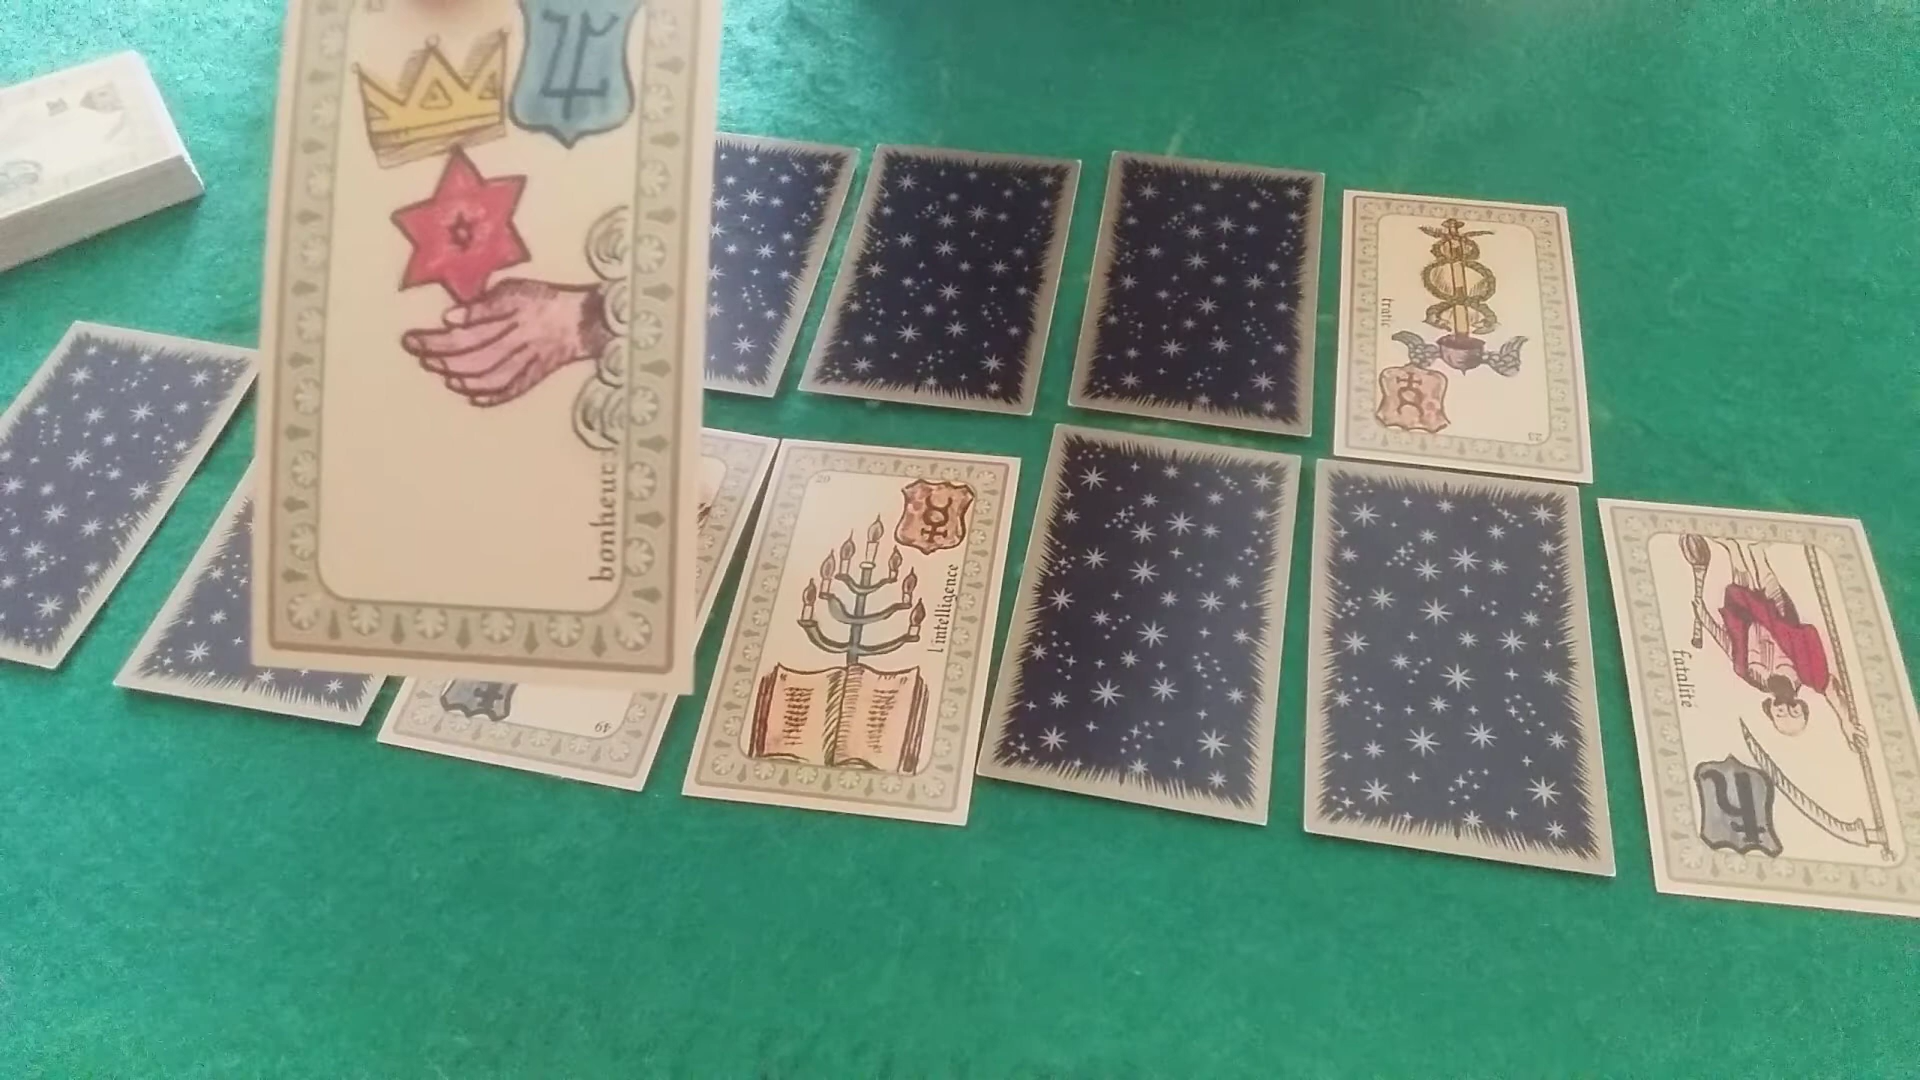 bonheur
trafic
23
20
l'intelligence
fatalité
49